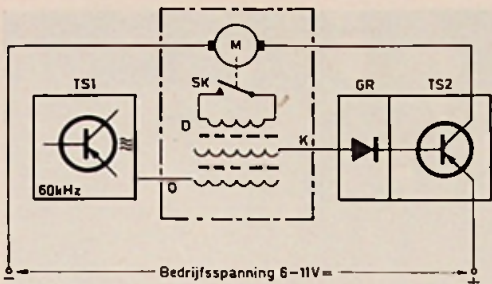 M
TS1
SK
GR
TS2
D
K
60kHz
O
Bedrijfsspanning 6-11V=
- +